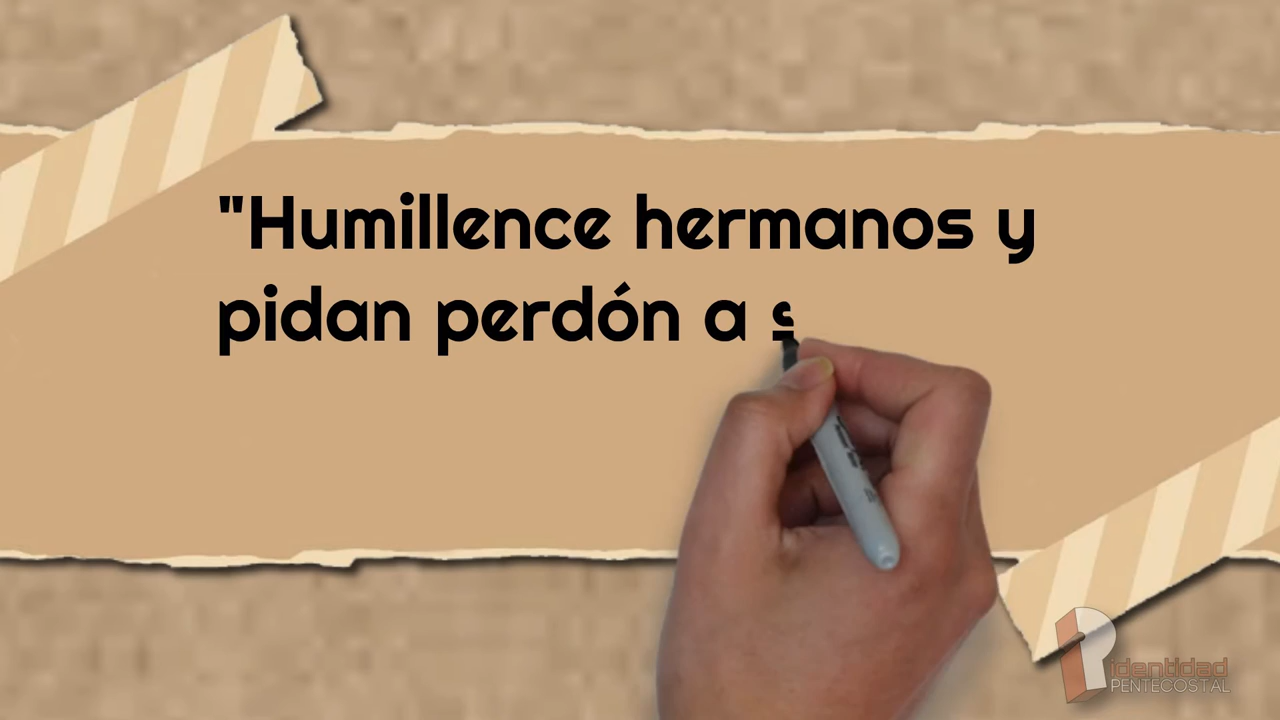 "Humillence hermanos y
pidan perdón a s
identidad
PENTECOSTAL